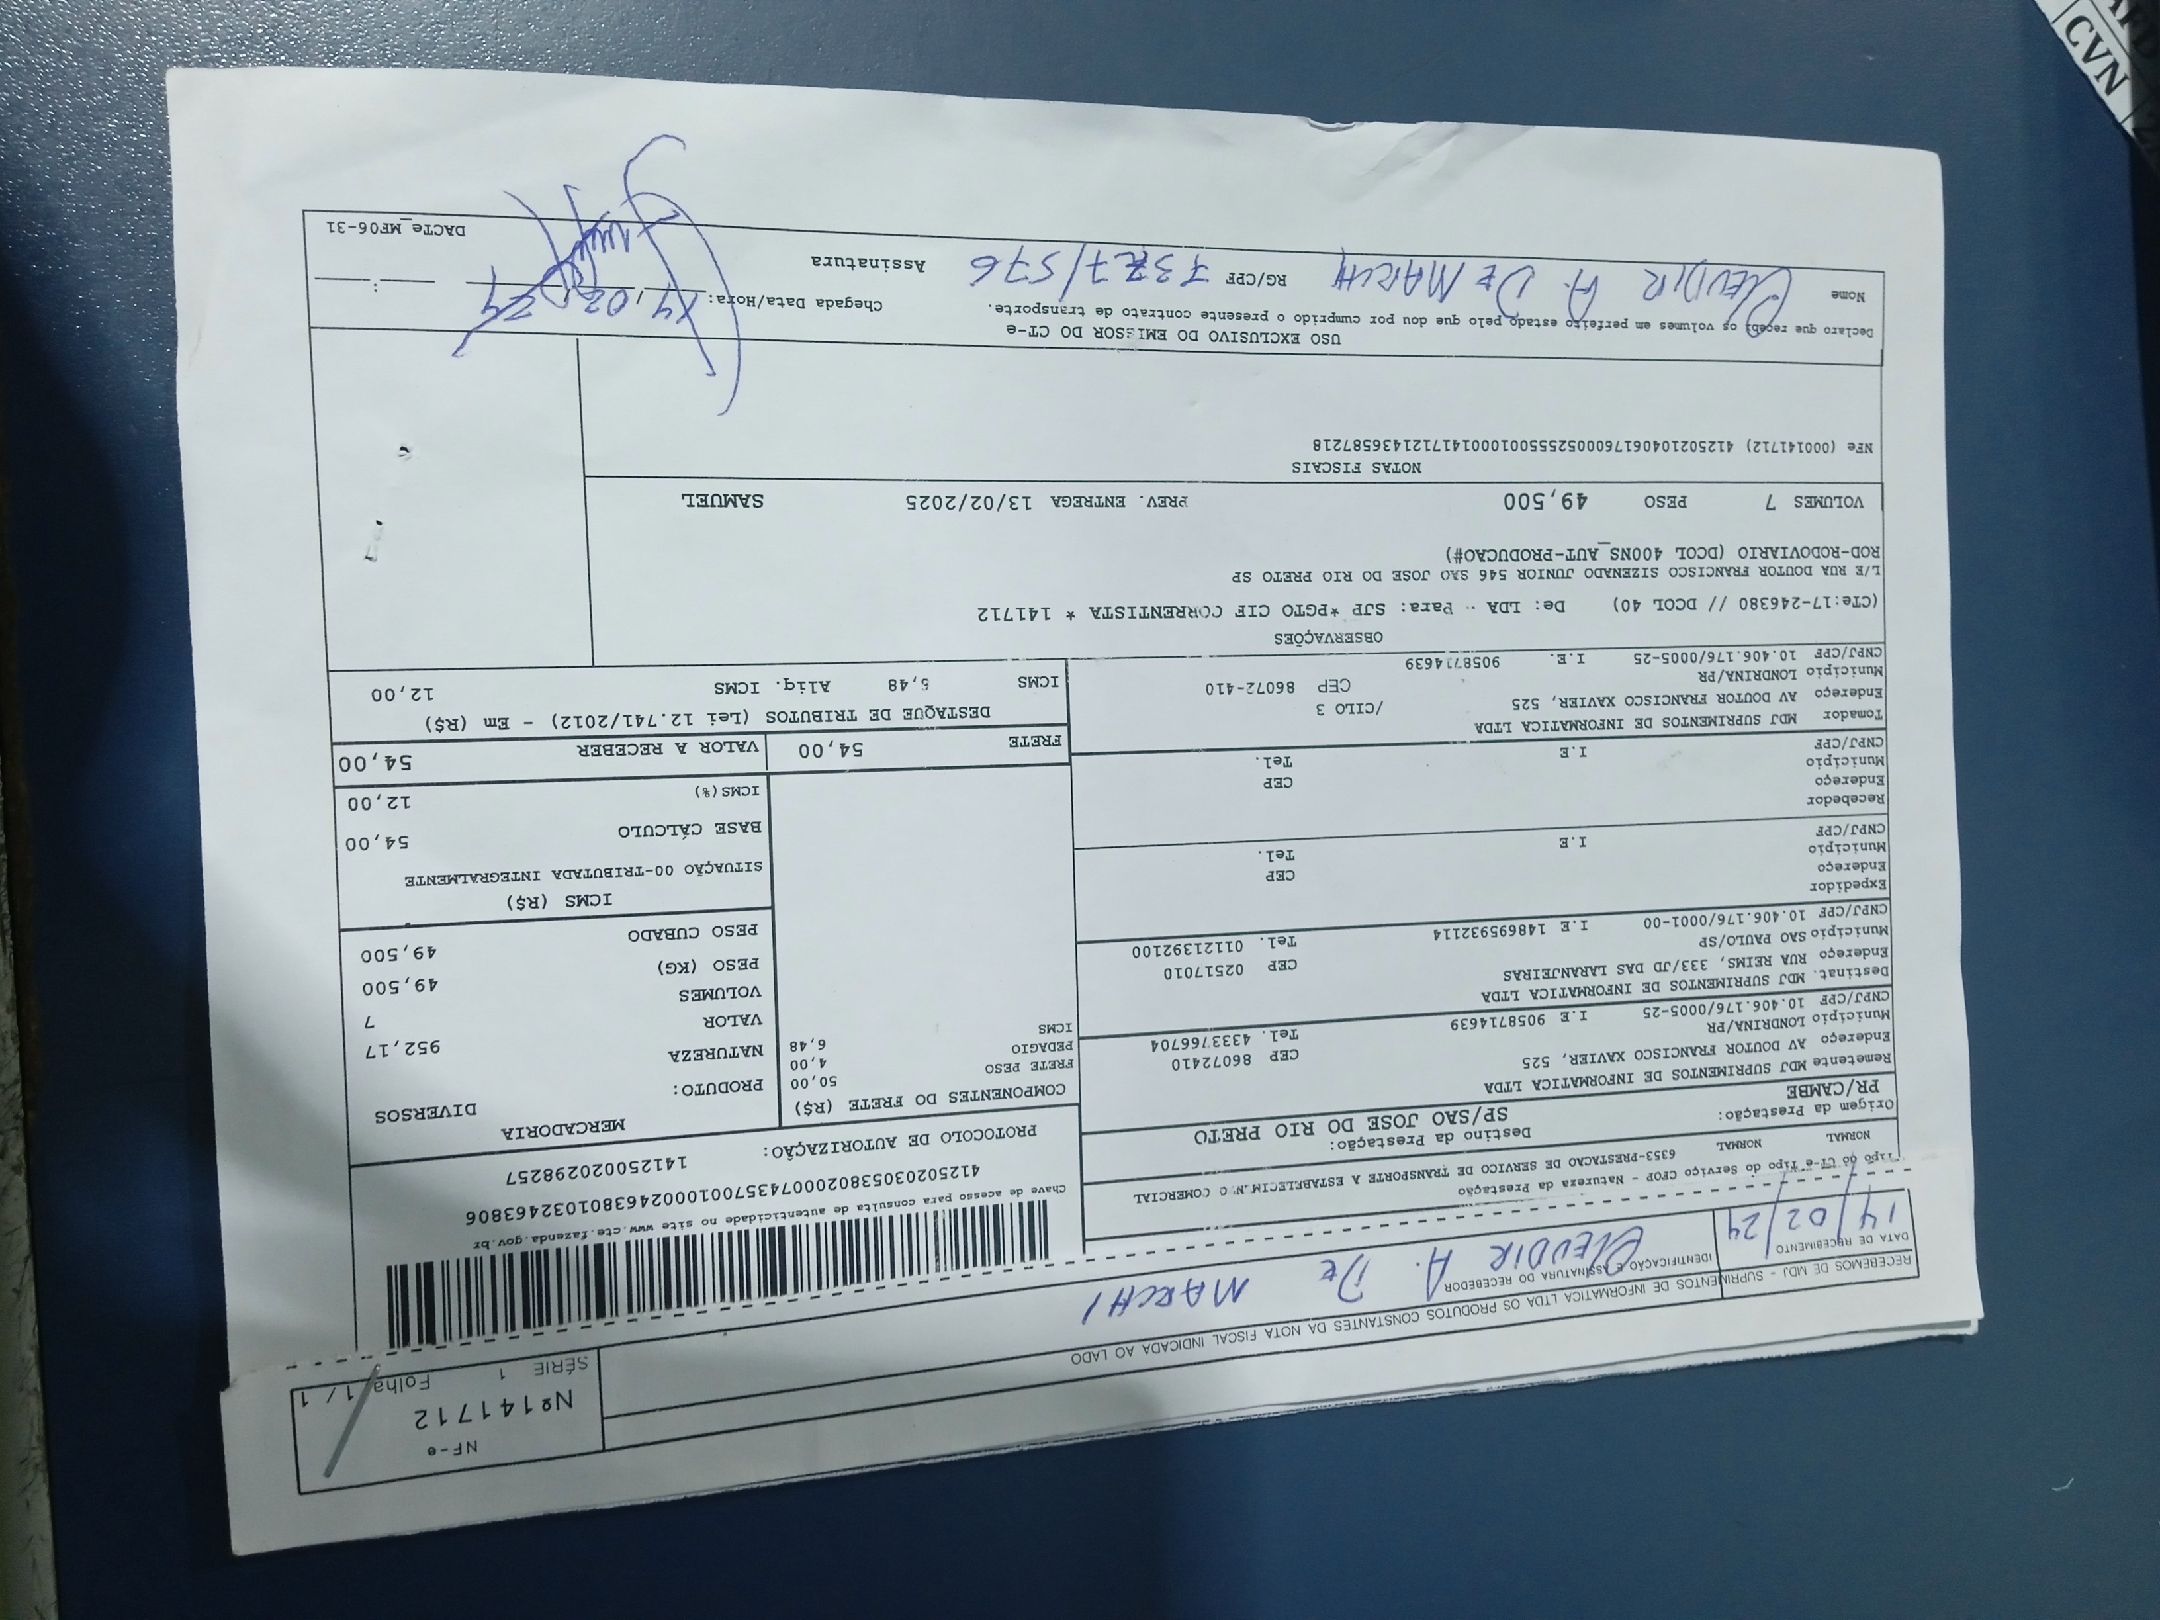 RECEBEMOS DE MDJ - SUPRIMENTOS DE INFORMATICA LTDA OS PRODUTOS CONSTANTES DA NOTA FISCAL INDICADA AO LADO
DATA DE RECEBIMENTO
14/02/24
IDENTIFICAÇÃO E ASSINATURA DO RECEBEDOR
CLEVDIR A. DE MARCHI
NF-e
Nº141712
SÉRIE 1 Folha 1/1
Tipo do CT-e Tipo do Serviço CFOP - Natureza da Prestação
NORMAL NORMAL 6353-PRESTACAO DE SERVICO DE TRANSPORTE A ESTABELECIM.N.O COMERCIAL
Origem da Prestação: Destino da Prestação:
PR/CAMBE SP/SAO JOSE DO RIO PRETO
Chave de acesso para consulta de autenticidade no site www.cte.fazenda.gov.br
PROTOCOLO DE AUTORIZAÇÃO: 141250020298257
Remetente MDJ SUPRIMENTOS DE INFORMATICA LTDA
Endereço AV DOUTOR FRANCISCO XAVIER, 525 CEP 86072410
Município LONDRINA/PR Tel. 4333766704
CNPJ/CPF 10.406.176/0005-25 I.E 9058714639
Destinat. MDJ SUPRIMENTOS DE INFORMATICA LTDA
Endereço RUA REIMS, 333/JD DAS LARANJEIRAS CEP 02517010
Município SAO PAULO/SP Tel. 01121392100
CNPJ/CPF 10.406.176/0001-00 I.E 148695932114
Expedidor
Endereço CEP
Município Tel.
CNPJ/CPF I.E
Recebedor
Endereço CEP
Município Tel.
CNPJ/CPF I.E
Tomador MDJ SUPRIMENTOS DE INFORMATICA LTDA
Endereço AV DOUTOR FRANCISCO XAVIER, 525 /CILO 3
Município LONDRINA/PR CEP 86072-410
CNPJ/CPF 10.406.176/0005-25 I.E. 9058714639
COMPONENTES DO FRETE (R$)
FRETE PESO 50,00
PEDAGIO 4,00
ICMS 6,48
MERCADORIA
PRODUTO: DIVERSOS
NATUREZA
VALOR 952,17
VOLUMES 7
PESO (KG) 49,500
PESO CUBADO 49,500
ICMS (R$)
SITUAÇÃO 00-TRIBUTADA INTEGRALMENTE
BASE CÁLCULO 54,00
ICMS(%) 12,00
FRETE 54,00 VALOR A RECEBER 54,00
DESTAQUE DE TRIBUTOS (Lei 12.741/2012) - Em (R$)
ICMS 6,48 Aliq. ICMS 12,00
OBSERVAÇÕES
(CTe:17-246380 // DCOL 40) De: LDA - Para: SJP *PGTO CIF CORRENTISTA * 141712
L/E RUA DOUTOR FRANCISCO SIZENADO JUNIOR 546 SAO JOSE DO RIO PRETO SP
ROD-RODOVIARIO (DCOL 400NS_AUT-PRODUCAO#)
VOLUMES 7 PESO 49,500 PREV. ENTREGA 13/02/2025 SAMUEL
NOTAS FISCAIS
NFe (000141712) 41250210406176000525550010001417121436587218
USO EXCLUSIVO DO EMISSOR DO CT-e
Declaro que recebi os volumes em perfeito estado pelo que dou por cumprido o presente contrato de transporte.
Nome CLEVDIR A. DE MARCHI RG/CPF Assinatura
Chegada Data/Hora: 14/02/24
DACTe_MF06-31
CVN